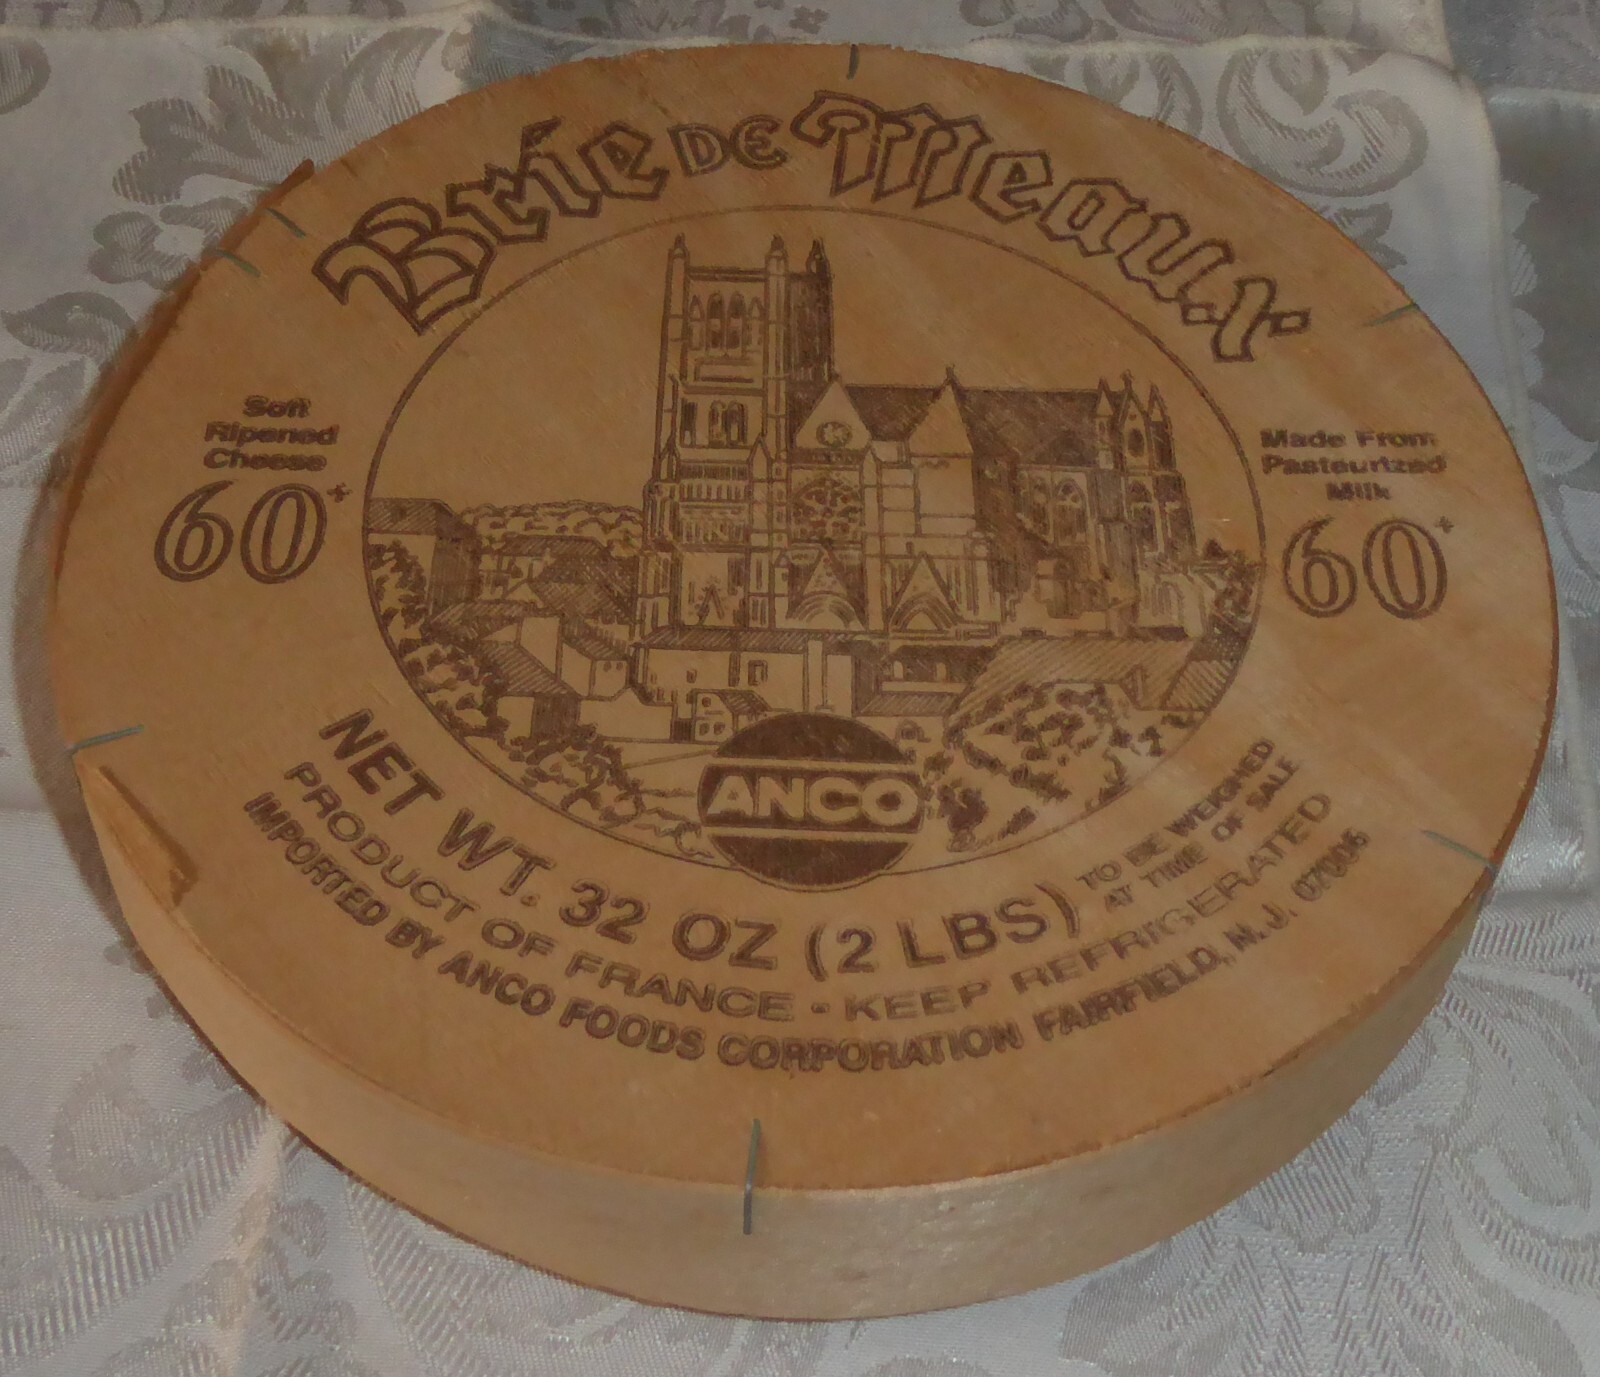 Brie DE Meaux
Soft
Ripened
Cheese
60+
Made From
Pasteurized
Milk
60+
ANCO
NET WT. 32 OZ (2 LBS) TO BE WEIGHED
AT TIME OF SALE
PRODUCT OF FRANCE • KEEP REFRIGERATED
IMPORTED BY ANCO FOODS CORPORATION FAIRFIELD, N.J. 07006